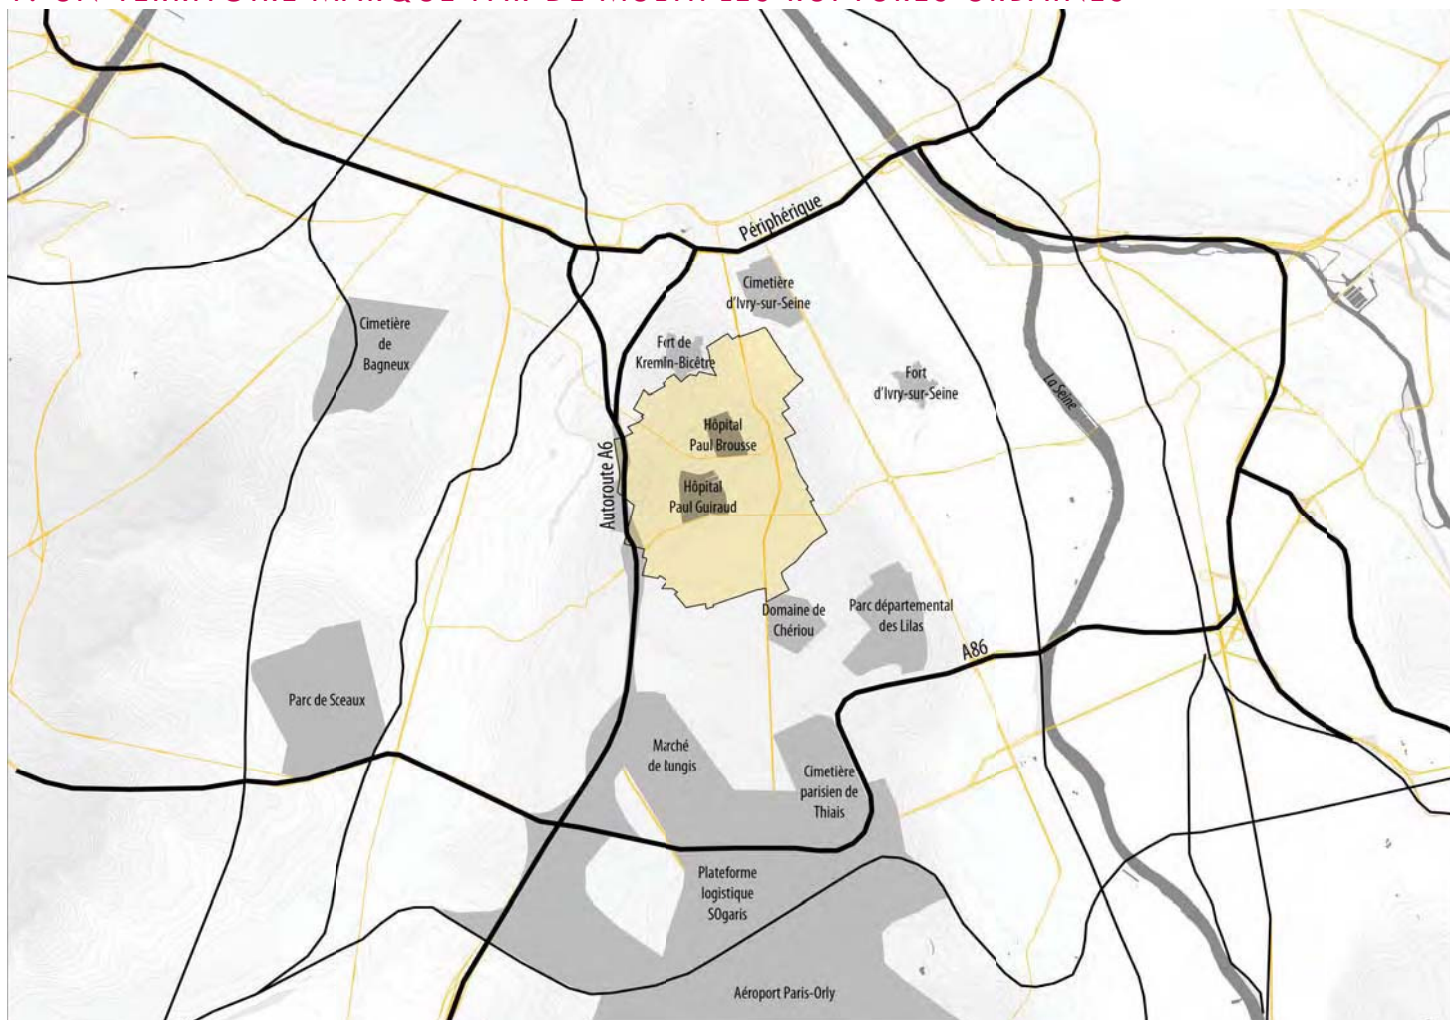 Périphérique
Cimetière
d'Ivry-sur-Seine
Cimetière
de
Bagneux
Fort de
Kremlin-Bicêtre
Fort
d'Ivry-sur-Seine
La Seine
Hôpital
Paul Brousse
Autoroute A6
Hôpital
Paul Guiraud
Domaine de
Chériou
Parc départemental
des Lilas
A86
Parc de Sceaux
Marché
de
Cimetière
parisien de
Thiais
Plateforme
logistique
SOgaris
Aéroport Paris-Orly